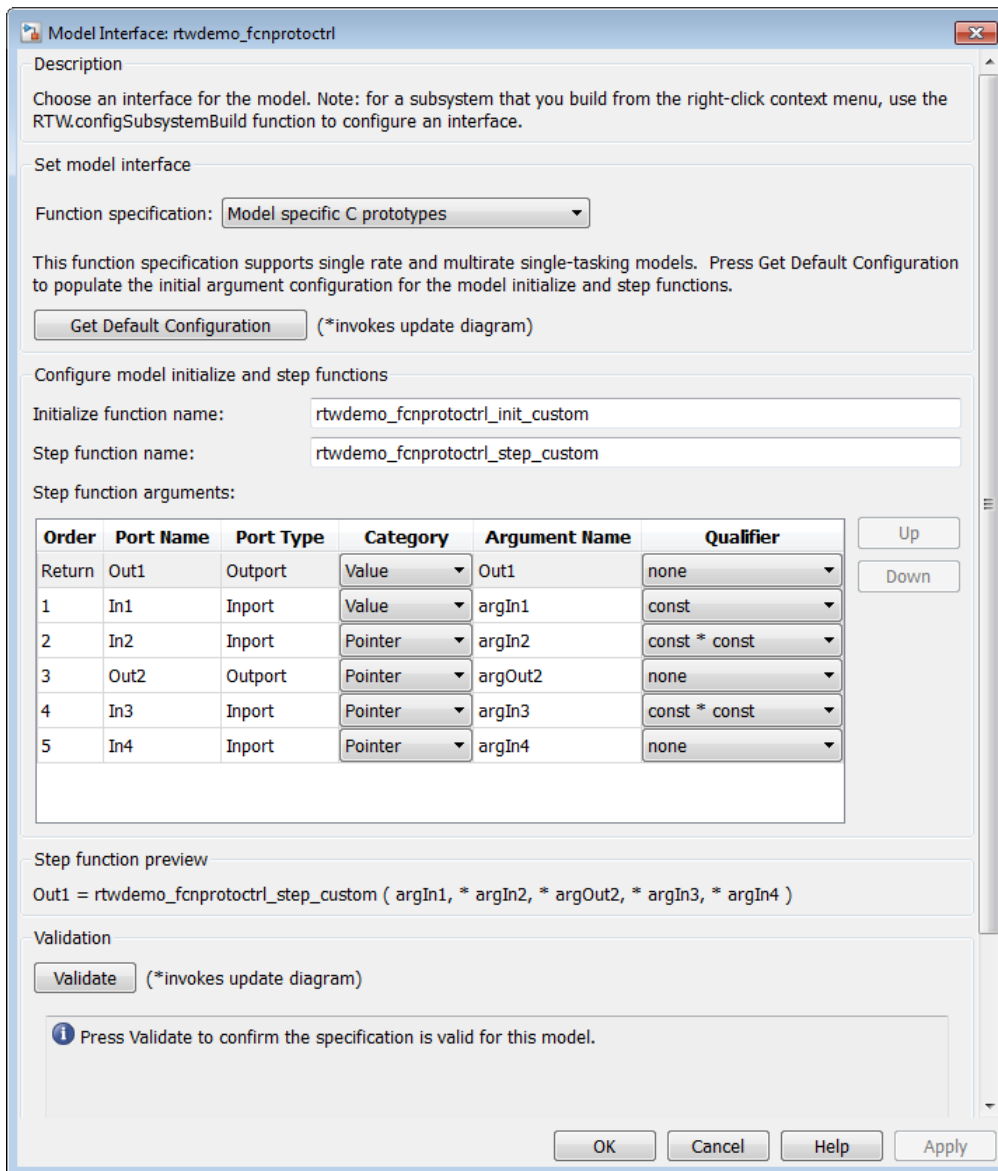 Model Interface: rtwdemo_fcnprotoctrl
Description
Choose an interface for the model. Note: for a subsystem that you build from the right-click context menu, use the
RTW.configSubsystemBuild function to configure an interface.
Set model interface
Function specification: Model specific C prototypes
This function specification supports single rate and multirate single-tasking models. Press Get Default Configuration
to populate the initial argument configuration for the model initialize and step functions.
Get Default Configuration (*invokes update diagram)
Configure model initialize and step functions
Initialize function name: rtwdemo_fcnprotoctrl_init_custom
Step function name: rtwdemo_fcnprotoctrl_step_custom
Step function arguments:
Order Port Name Port Type Category Argument Name Qualifier Up
Return Out1 Outport Value Out1 none Down
1 In1 Inport Value argIn1 const
2 In2 Inport Pointer argIn2 const * const
3 Out2 Outport Pointer argOut2 none
4 In3 Inport Pointer argIn3 const * const
5 In4 Inport Pointer argIn4 none
Step function preview
Out1 = rtwdemo_fcnprotoctrl_step_custom ( argIn1, * argIn2, * argOut2, * argIn3, * argIn4 )
Validation
Validate (*invokes update diagram)
Press Validate to confirm the specification is valid for this model.
OK Cancel Help Apply